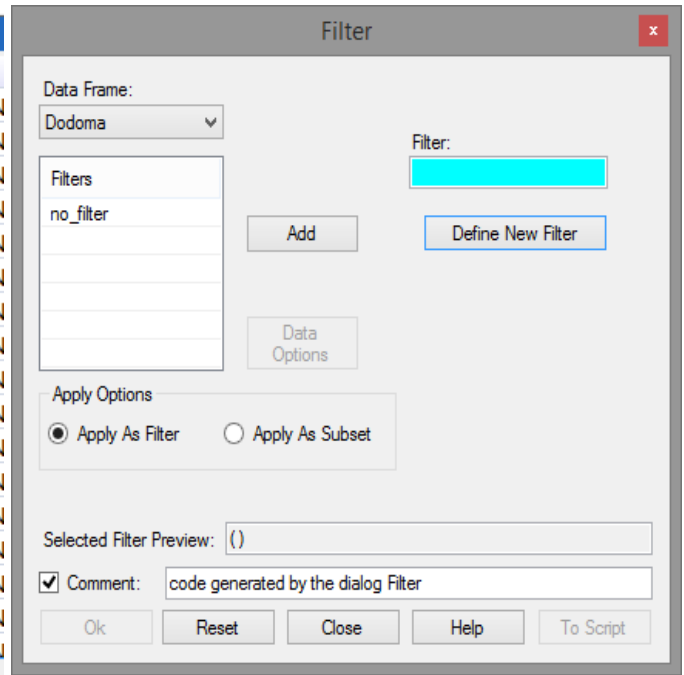 Filter
x
Data Frame:
Dodoma
Filter:
Filters
no_filter
Add
Define New Filter
Data
Options
Apply Options
Apply As Filter
Apply As Subset
Selected Filter Preview: ()
Comment: code generated by the dialog Filter
Ok Reset Close Help To Script